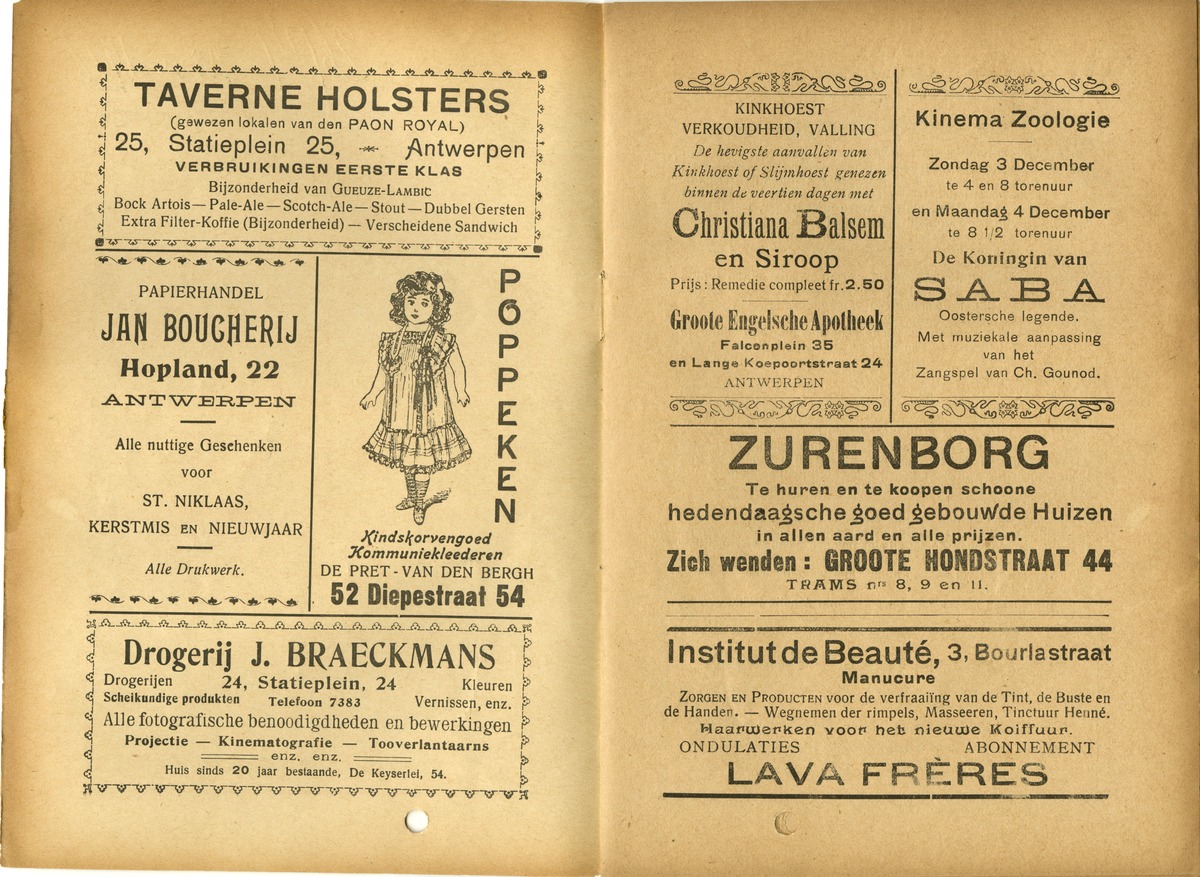 TAVERNE HOLSTERS
(gewezen lokalen van den PAON ROYAL)
25, Statieplein 25, Antwerpen
VERBRUIKINGEN EERSTE KLAS
Bijzonderheid van GUEUZE-LAMBIC
Bock Artois — Pale-Ale — Scotch-Ale — Stout — Dubbel Gersten
Extra Filter-Koffie (Bijzonderheid) — Verscheidene Sandwich
PAPIERHANDEL
JAN BOUCHERIJ
Hopland, 22
ANTWERPEN
Alle nuttige Geschenken
voor
ST. NIKLAAS,
KERSTMIS EN NIEUWJAAR
Alle Drukwerk.
POPPEKEN
Kindskorvengoed
Kommuniekleederen
DE PRET-VAN DEN BERGH
52 Diepestraat 54
Drogerij J. BRAECKMANS
Drogerijen 24, Statieplein, 24 Kleuren
Scheikundige produkten Telefoon 7383 Vernissen, enz.
Alle fotografische benoodigdheden en bewerkingen
Projectie — Kinematografie — Tooverlantaarns
enz. enz.
Huis sinds 20 jaar bestaande, De Keyserlei, 54.
KINKHOEST
VERKOUDHEID, VALLING
De hevigste aanvallen van
Kinkhoest of Slijmhoest genezen
binnen de veertien dagen met
Christiana Balsem
en Siroop
Prijs : Remedie compleet fr. 2.50
Groote Engelsche Apotheek
Falconplein 35
en Lange Koepoortstraat 24
ANTWERPEN
Kinema Zoologie
Zondag 3 December
te 4 en 8 torenuur
en Maandag 4 December
te 8 1/2 torenuur
De Koningin van
SABA
Oostersche legende.
Met muziekale aanpassing
van het
Zangspel van Ch. Gounod.
ZURENBORG
Te huren en te koopen schoone
hedendaagsche goed gebouwde Huizen
in allen aard en alle prijzen.
Zich wenden : GROOTE HONDSTRAAT 44
TRAMS nrs 8, 9 en 11.
Institut de Beauté, 3, Bourlastraat
Manucure
ZORGEN EN PRODUCTEN voor de verfraaiïng van de Tint, de Buste en
de Handen. — Wegnemen der rimpels, Masseeren, Tinctuur Henné.
Haarwerken voor het nieuwe Koiffuur.
ONDULATIES ABONNEMENT
LAVA FRÈRES